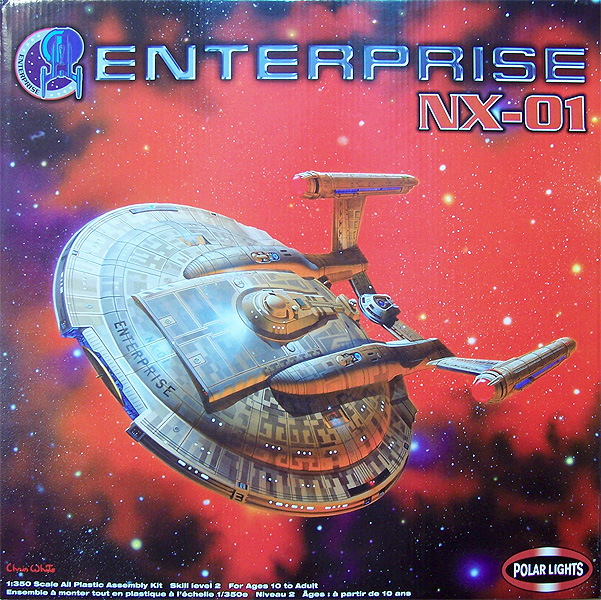 ENTERPRISE
ENTERPRISE
NX-01
NX-01
ENTERPRISE
Chris White
POLAR LIGHTS
1:350 Scale All Plastic Assembly Kit Skill level 2 For Ages 10 to Adult
Ensemble à monter tout en plastique à l'échelle 1/350e Niveau 2 Âges : à partir de 10 ans